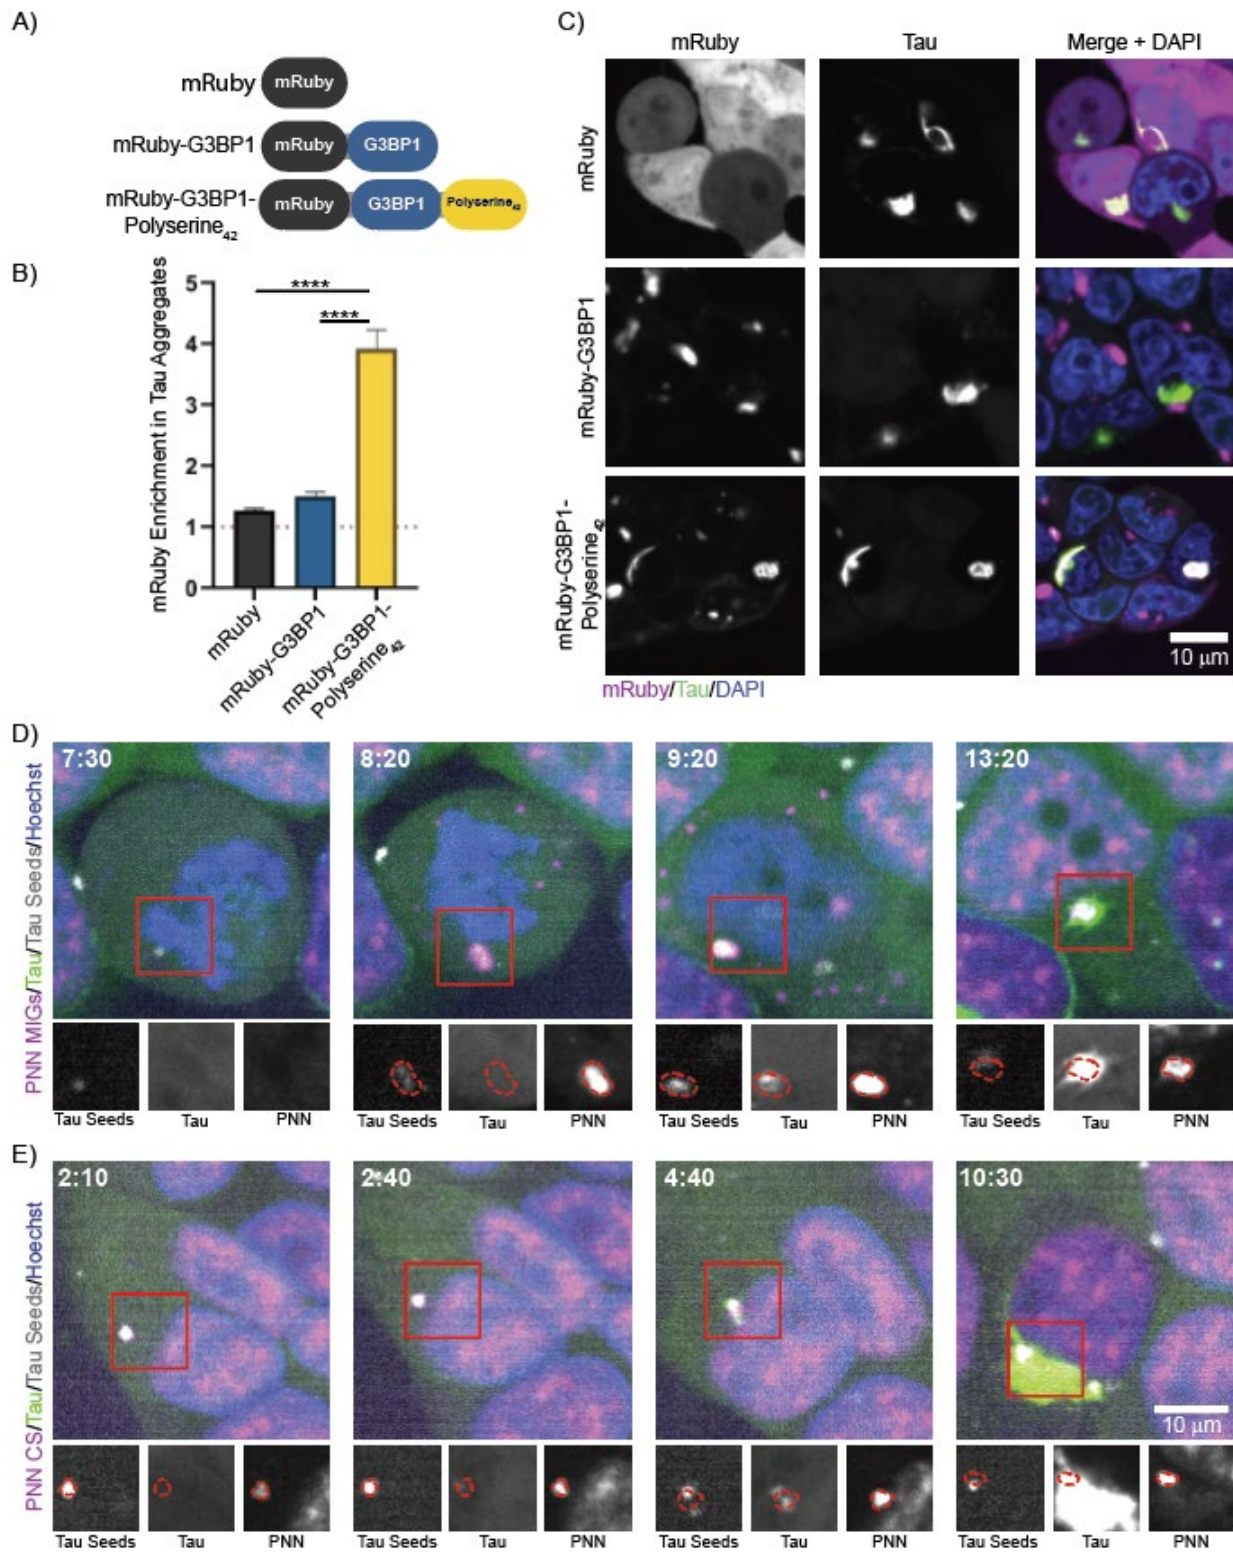 A)
mRuby mRuby
mRuby-G3BP1 mRuby G3BP1
mRuby-G3BP1-
Polyserine42 mRuby G3BP1 Polyserine42
B)
mRuby Enrichment in Tau Aggregates
5
4
3
2
1
0
****
****
mRuby
mRuby-G3BP1
mRuby-G3BP1-
Polyserine42
C)
mRuby Tau Merge + DAPI
mRuby
mRuby-G3BP1
mRuby-G3BP1-
Polyserine42
10 μm
mRuby/Tau/DAPI
D)
PNN MIGs/Tau/Tau Seeds/Hoechst
7:30 8:20 9:20 13:20
Tau Seeds Tau PNN Tau Seeds Tau PNN Tau Seeds Tau PNN Tau Seeds Tau PNN
E)
PNN CS/Tau/Tau Seeds/Hoechst
2:10 2:40 4:40 10:30
10 μm
Tau Seeds Tau PNN Tau Seeds Tau PNN Tau Seeds Tau PNN Tau Seeds Tau PNN